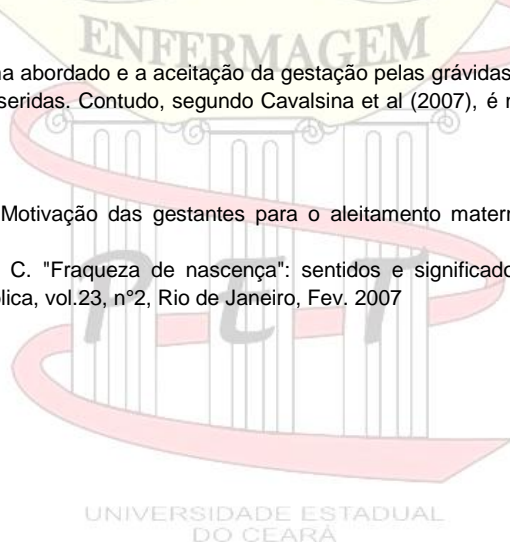 ENFERMAGEM
abordado e a aceitação da gestação pelas grávidas
seridas. Contudo, segundo Cavalsina et al (2007), é
Motivação das gestantes para o aleitamento matern
C. "Fraqueza de nascença": sentidos e significado
lica, vol.23, n°2, Rio de Janeiro, Fev. 2007
PET
UNIVERSIDADE ESTADUAL
DO CEARÁ